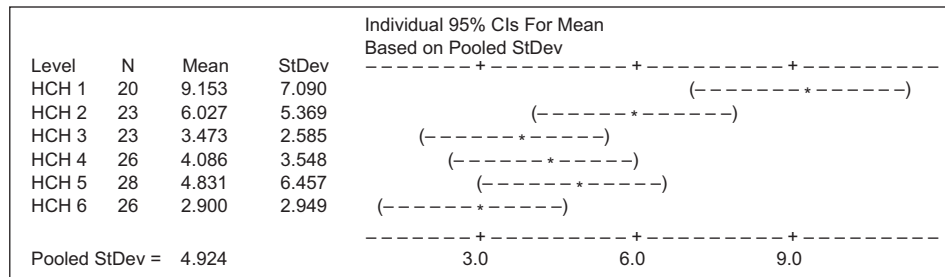 Individual 95% CIs For Mean
Based on Pooled StDev
Level N Mean StDev – – – – – – – + – – – – – – – – – + – – – – – – – – – + – – – – – – – – –
HCH 1 20 9.153 7.090 (– – – – – – – * – – – – – –)
HCH 2 23 6.027 5.369 (– – – – – – * – – – – – –)
HCH 3 23 3.473 2.585 (– – – – – – * – – – – – )
HCH 4 26 4.086 3.548 (– – – – – – * – – – – – )
HCH 5 28 4.831 6.457 (– – – – – – * – – – – –)
HCH 6 26 2.900 2.949 (– – – – – – * – – – – –)
– – – – – – – + – – – – – – – – – + – – – – – – – – – + – – – – – – – – –
Pooled StDev = 4.924 3.0 6.0 9.0